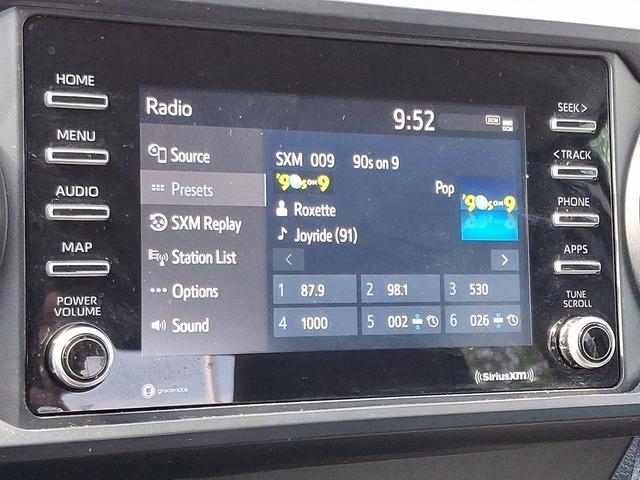 HOME
MENU
AUDIO
MAP
POWER
VOLUME
Radio
9:52
DCM
DCM
Source
Presets
SXM Replay
Station List
Options
Sound
SXM 009 90s on 9
'90s ON 9
Pop
'90s ON 9
Roxette
Joyride (91)
<
>
1 87.9
2 98.1
3 530
4 1000
5 002
6 026
SEEK >
< TRACK
PHONE
APPS
TUNE
SCROLL
gracenote
((SiriusXM))